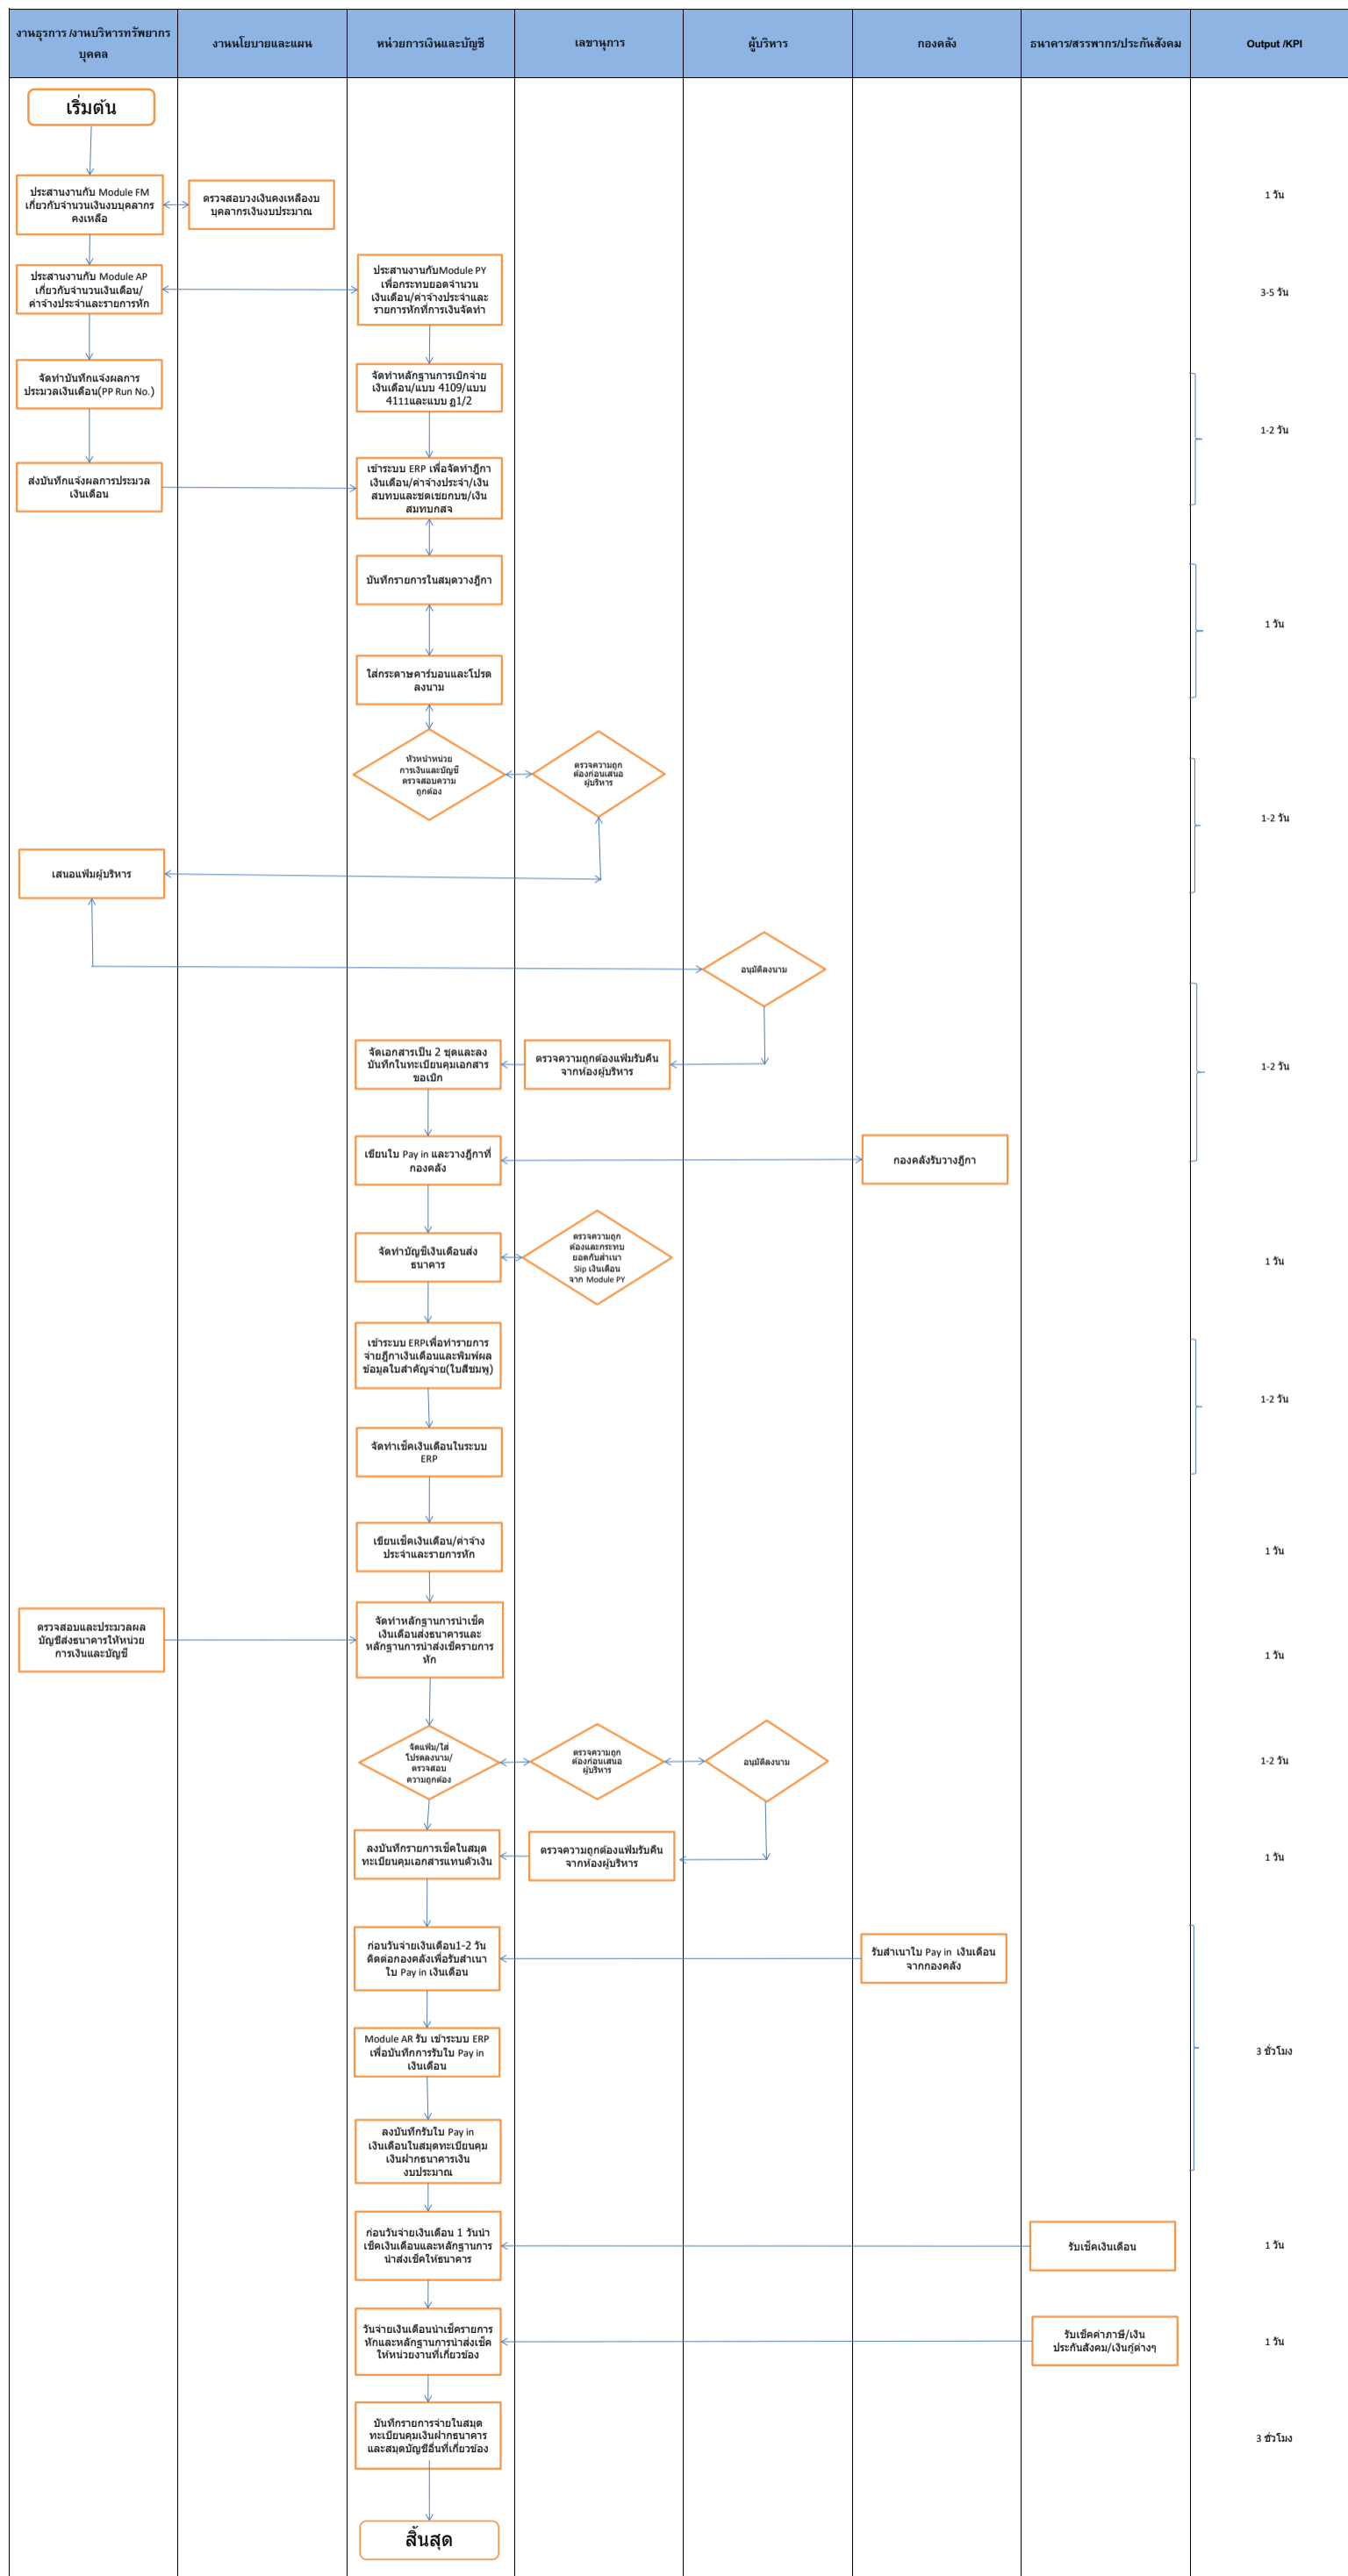 งานธุรการ /งานบริหารทรัพยากร
บุคคล
งานนโยบายและแผน
หน่วยการเงินและบัญชี
เลขานุการ
ผู้บริหาร
กองคลัง
ธนาคาร/สรรพากร/ประกันสังคม
Output /KPI
เริ่มต้น
ประสานงานกับ Module FM
เกี่ยวกับจำนวนเงินงบบุคลากร
คงเหลือ
ตรวจสอบวงเงินคงเหลืองบ
บุคลากรเงินงบประมาณ
1 วัน
ประสานงานกับ Module AP
เกี่ยวกับจำนวนเงินเดือน/
ค่าจ้างประจำและรายการหัก
ประสานงานกับModule PY
เพื่อกระทบยอดจำนวน
เงินเดือน/ค่าจ้างประจำและ
รายการหักที่การเงินจัดทำ
3-5 วัน
จัดทำบันทึกแจ้งผลการ
ประมวลเงินเดือน(PP Run No.)
จัดทำหลักฐานการเบิกจ่าย
เงินเดือน/แบบ 4109/แบบ
4111และแบบ ฏ1/2
1-2 วัน
ส่งบันทึกแจ้งผลการประมวล
เงินเดือน
เข้าระบบ ERP เพื่อจัดทำฎีกา
เงินเดือน/ค่าจ้างประจำ/เงิน
สบทบและชดเชยกบข/เงิน
สมทบกสจ
บันทึกรายการในสมุดวางฎีกา
1 วัน
ใส่กระดาษคาร์บอนและโปรด
ลงนาม
หัวหน้าหน่วย
การเงินและบัญชี
ตรวจสอบความ
ถูกต้อง
ตรวจความถูก
ต้องก่อนเสนอ
ผู้บริหาร
1-2 วัน
เสนอแฟ้มผู้บริหาร
อนุมัติลงนาม
จัดเอกสารเป็น 2 ชุดและลง
บันทึกในทะเบียนคุมเอกสาร
ขอเบิก
ตรวจความถูกต้องแฟ้มรับคืน
จากห้องผู้บริหาร
1-2 วัน
เขียนใบ Pay in และวางฎีกาที่
กองคลัง
กองคลังรับวางฎีกา
จัดทำบัญชีเงินเดือนส่ง
ธนาคาร
ตรวจความถูก
ต้องและกระทบ
ยอดกับสำเนา
Slip เงินเดือน
จาก Module PY
1 วัน
เข้าระบบ ERPเพื่อทำรายการ
จ่ายฎีกาเงินเดือนและพิมพ์ผล
ข้อมูลใบสำคัญจ่าย(ใบสีชมพู)
1-2 วัน
จัดทำเช็คเงินเดือนในระบบ
ERP
เขียนเช็คเงินเดือน/ค่าจ้าง
ประจำและรายการหัก
1 วัน
ตรวจสอบและประมวลผล
บัญชีส่งธนาคารให้หน่วย
การเงินและบัญชี
จัดทำหลักฐานการนำเช็ค
เงินเดือนส่งธนาคารและ
หลักฐานการนำส่งเช็ครายการ
หัก
1 วัน
จัดแฟ้ม/ใส่
โปรดลงนาม/
ตรวจสอบ
ความถูกต้อง
ตรวจความถูก
ต้องก่อนเสนอ
ผู้บริหาร
อนุมัติลงนาม
1-2 วัน
ลงบันทึกรายการเช็คในสมุด
ทะเบียนคุมเอกสารแทนตัวเงิน
ตรวจความถูกต้องแฟ้มรับคืน
จากห้องผู้บริหาร
1 วัน
ก่อนวันจ่ายเงินเดือน1-2 วัน
ติดต่อกองคลังเพื่อรับสำเนา
ใบ Pay in เงินเดือน
รับสำเนาใบ Pay in เงินเดือน
จากกองคลัง
Module AR รับ เข้าระบบ ERP
เพื่อบันทึกการรับใบ Pay in
เงินเดือน
3 ชั่วโมง
ลงบันทึกรับใบ Pay in
เงินเดือนในสมุดทะเบียนคุม
เงินฝากธนาคารเงิน
งบประมาณ
ก่อนวันจ่ายเงินเดือน 1 วันนำ
เช็คเงินเดือนและหลักฐานการ
นำส่งเช็คให้ธนาคาร
รับเช็คเงินเดือน
1 วัน
วันจ่ายเงินเดือนนำเช็ครายการ
หักและหลักฐานการนำส่งเช็ค
ให้หน่วยงานที่เกี่ยวข้อง
รับเช็คค่าภาษี/เงิน
ประกันสังคม/เงินกู้ต่างๆ
1 วัน
บันทึกรายการจ่ายในสมุด
ทะเบียนคุมเงินฝากธนาคาร
และสมุดบัญชีอื่นที่เกี่ยวข้อง
3 ชั่วโมง
สิ้นสุด